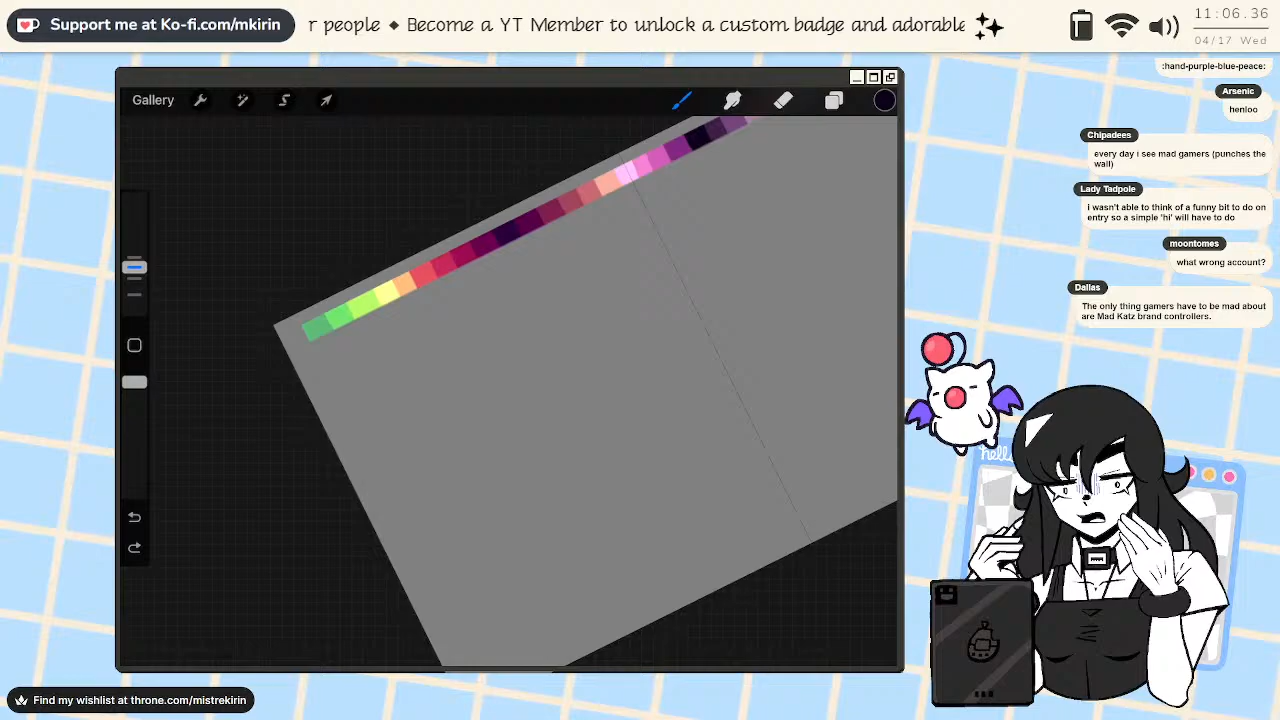 Support me at Ko-fi.com/mkirin
r people ◆ Become a YT Member to unlock a custom badge and adorable
11:06.36
04/17 Wed
Gallery
:hand-purple-blue-peace:
Arsenic
henloo
Chipadees
every day i see mad gamers (punches the
wall)
Lady Tadpole
i wasn't able to think of a funny bit to do on
entry so a simple 'hi' will have to do
moontomes
what wrong account?
Dallas
The only thing gamers have to be mad about
are Mad Katz brand controllers.
hello
Find my wishlist at throne.com/mistrekirin